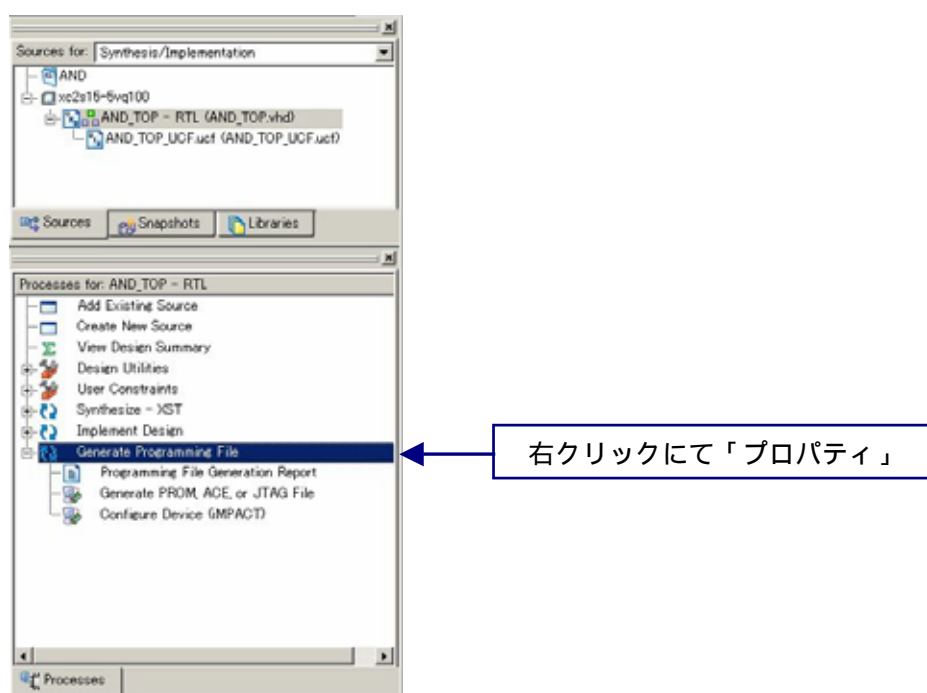 Sources for: Synthesis/Implementation
AND
xc2s15-6vq100
AND_TOP - RTL (AND_TOP.vhd)
AND_TOP_UCF.ucf (AND_TOP_UCF.ucf)
Sources Snapshots Libraries
Processes for: AND_TOP - RTL
Add Existing Source
Create New Source
View Design Summary
Design Utilities
User Constraints
Synthesize - XST
Implement Design
Generate Programming File
右クリックにて「プロパティ」
Programming File Generation Report
Generate PROM, ACE, or JTAG File
Configure Device (iMPACT)
Processes